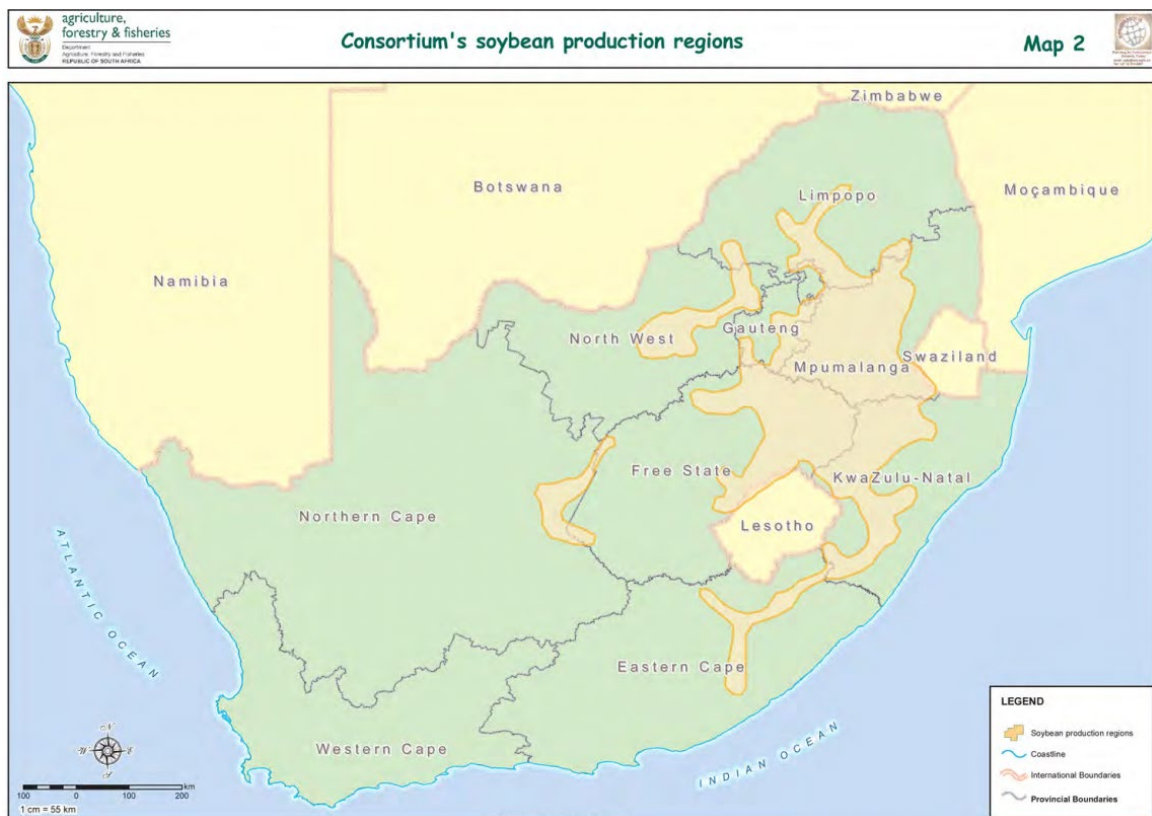 agriculture,
forestry & fisheries
Department:
Agriculture, Forestry and Fisheries
REPUBLIC OF SOUTH AFRICA
Consortium's soybean production regions
Map 2
Zimbabwe
Botswana
Moçambique
Limpopo
Namibia
North West
Gauteng
Swaziland
Mpumalanga
Free State
KwaZulu-Natal
Northern Cape
Lesotho
ATLANTIC OCEAN
Eastern Cape
Western Cape
INDIAN OCEAN
N
W
E
S
km
100 0 100 200
1 cm = 55 km
LEGEND
Soybean production regions
Coastline
International Boundaries
Provincial Boundaries